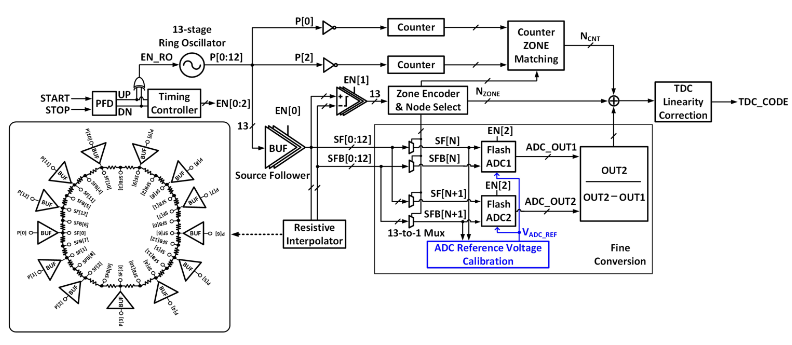 13-stage
Ring Oscillator
EN_RO
P[0:12]
P[0]
Counter
P[2]
Counter
Counter
ZONE
Matching
N_CNT
START
STOP
PFD
UP
DN
Timing
Controller
EN[0:2]
EN[1]
13
Zone Encoder
& Node Select
N_ZONE
TDC
Linearity
Correction
TDC_CODE
13
EN[0]
BUF
Source Follower
SF[0:12]
SFB[0:12]
SF[N]
SFB[N]
EN[2]
Flash
ADC1
ADC_OUT1
SF[N+1]
SFB[N+1]
EN[2]
Flash
ADC2
ADC_OUT2
OUT2
OUT2−OUT1
13-to-1 Mux
V_ADC_REF
ADC Reference Voltage
Calibration
Fine
Conversion
Resistive
Interpolator
P[0]
BUF
SF[0]
P[3]
BUF